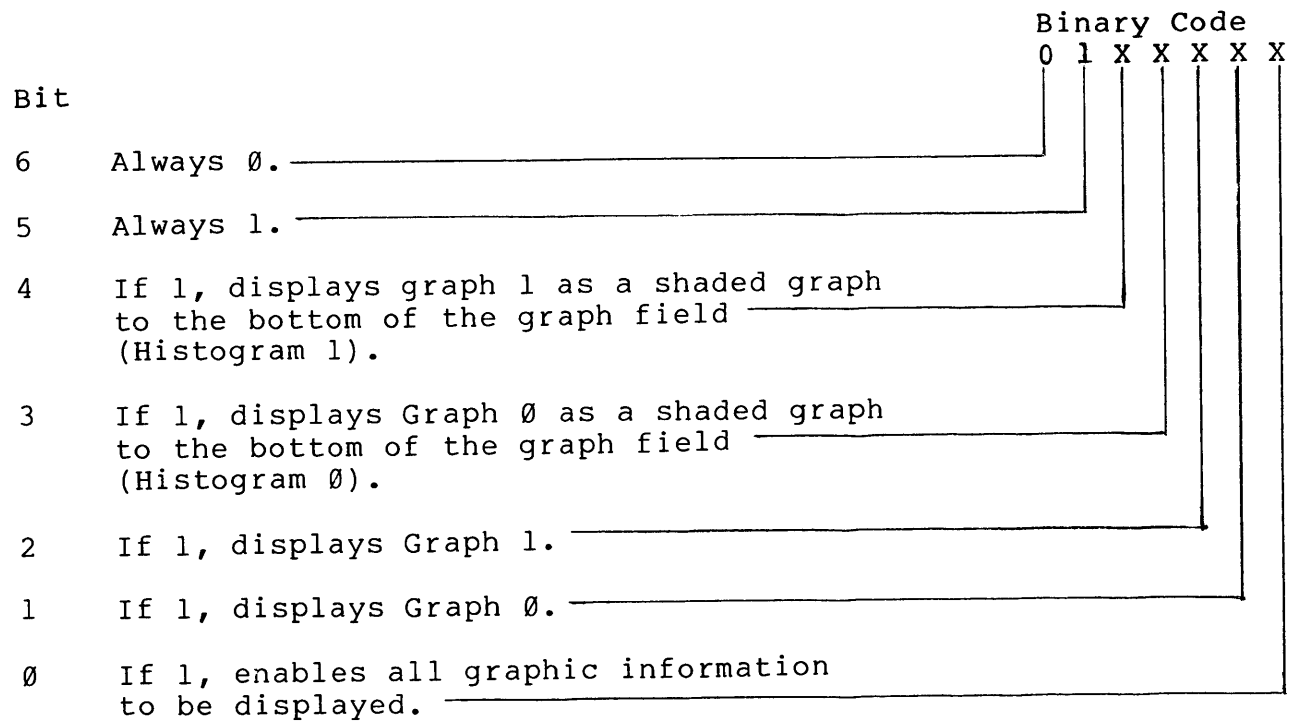 Binary Code
0 1 X X X X X
Bit
6 Always Ø.
5 Always 1.
4 If 1, displays graph 1 as a shaded graph
to the bottom of the graph field
(Histogram 1).
3 If 1, displays Graph Ø as a shaded graph
to the bottom of the graph field
(Histogram Ø).
2 If 1, displays Graph 1.
1 If 1, displays Graph Ø.
Ø If 1, enables all graphic information
to be displayed.